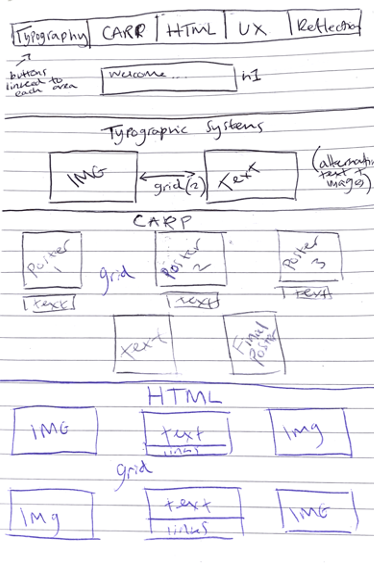 Typography CARR HTML UX Reflection
buttons linked to each area
Welcome... h1
Typographic Systems
IMG grid(2) text (alternating text + images)
CARP
Poster 1 grid Poster 2 Poster 3
text text text
text Final Poster
HTML
IMG text links Img
grid
Img text links IMG